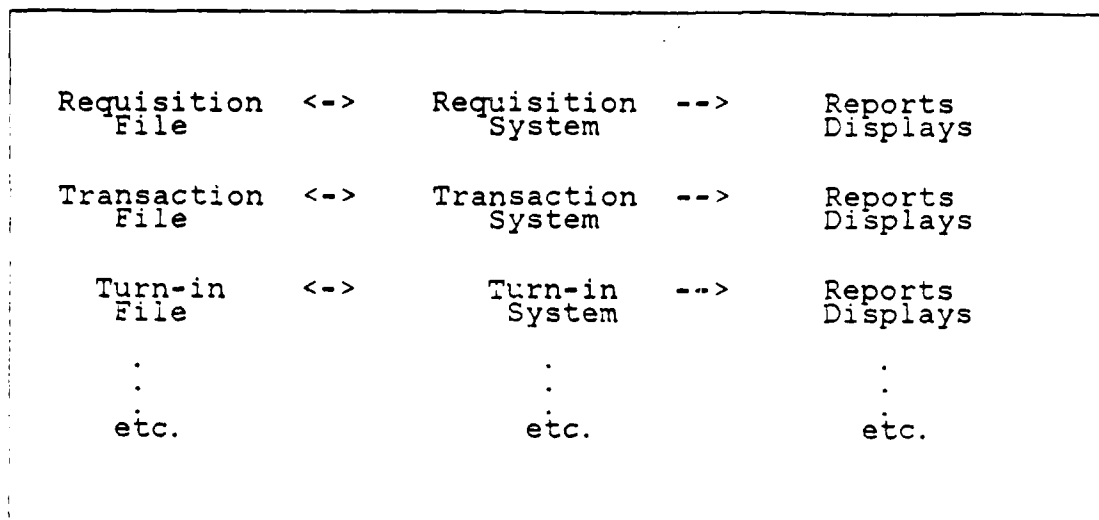 Requisition <-> Requisition --> Reports
File System Displays
Transaction <-> Transaction --> Reports
File System Displays
Turn-in <-> Turn-in --> Reports
File System Displays
. . .
. . .
. . .
etc. etc. etc.